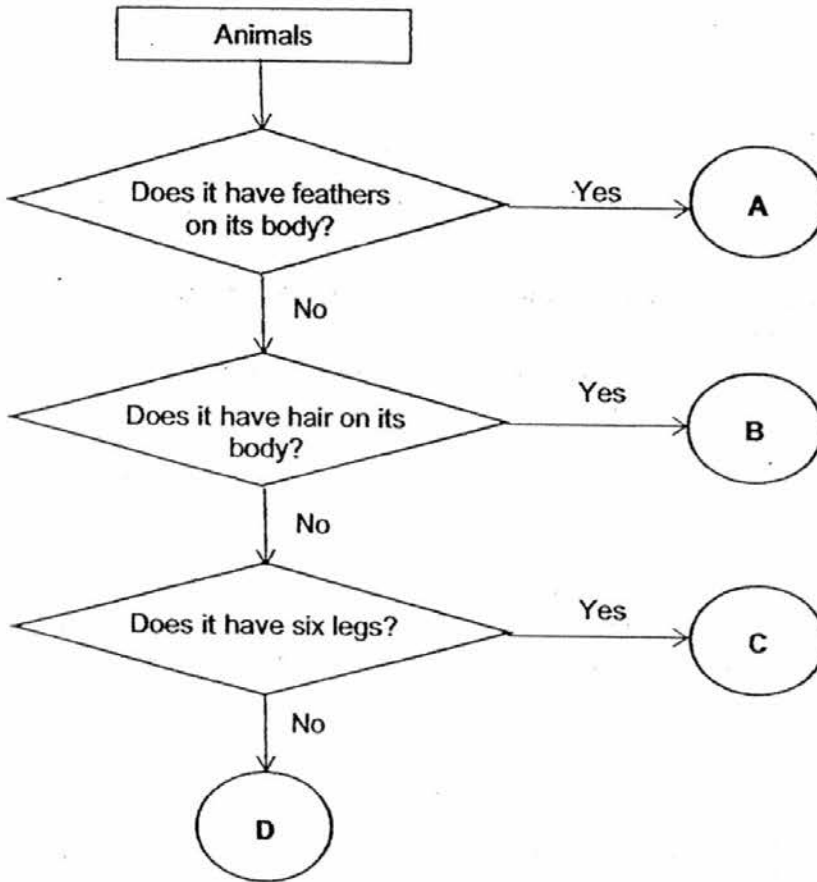 Animals
Does it have feathers
on its body?
Yes
A
No
Does it have hair on its
body?
Yes
B
No
Does it have six legs?
Yes
C
No
D